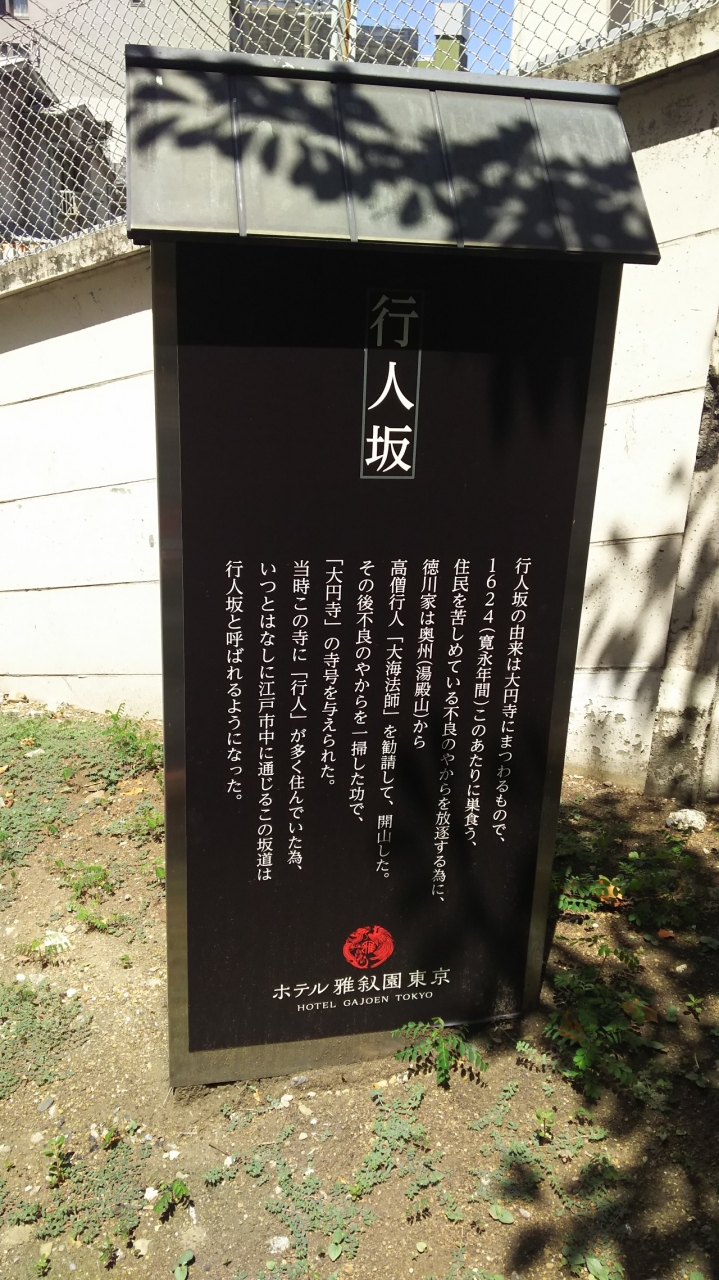 行人坂
行人坂の由来は大円寺にまつわるもので、
1624(寛永年間)このあたりに巣食う、
住民を苦しめている不良のやからを放逐する為に、
徳川家は奥州(湯殿山)から
高僧行人「大海法師」を勧請して、開山した。
その後不良のやからを一掃した功で、
「大円寺」の寺号を与えられた。
当時この寺に「行人」が多く住んでいた為、
いつとはなしに江戸市中に通じるこの坂道は
行人坂と呼ばれるようになった。
ホテル雅叙園東京
HOTEL GAJOEN TOKYO